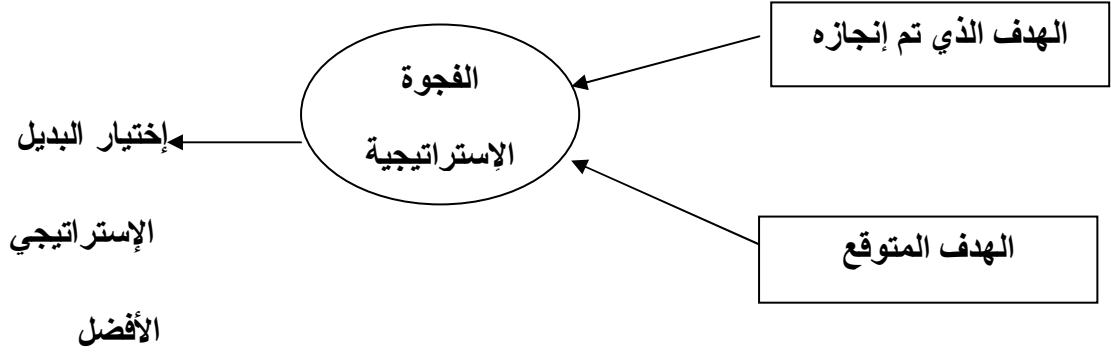 الهدف الذي تم إنجازه
الفجوة
الإستراتيجية
إختيار البديل
الإستراتيجي
الأفضل
الهدف المتوقع